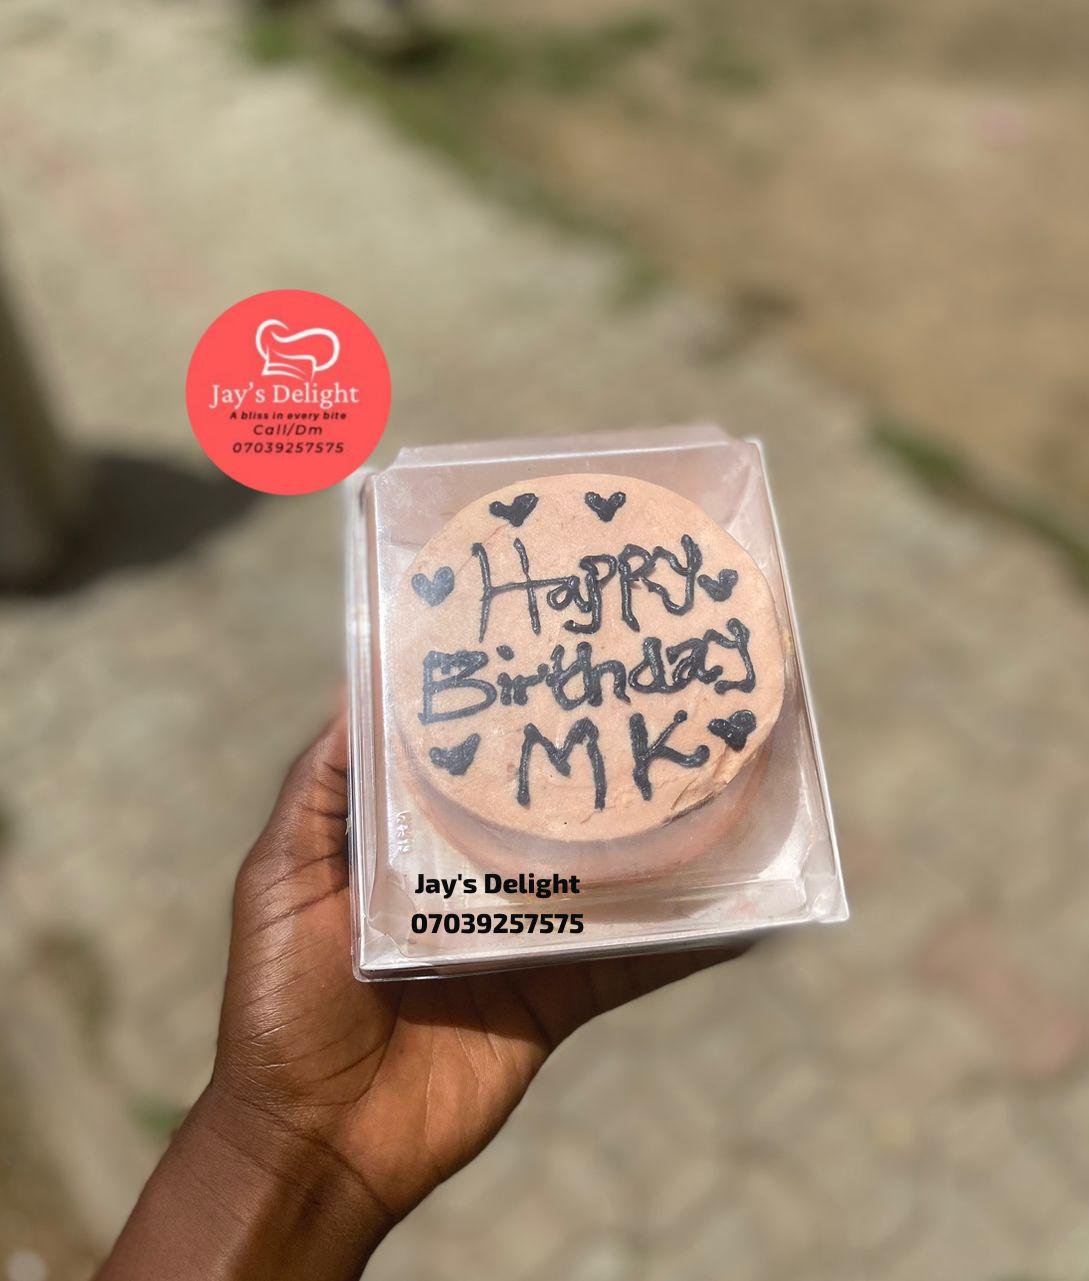 Jay's Delight
A bliss in every bite
Call/Dm
07039257575
Happy
Birthday
MK
Jay's Delight
07039257575